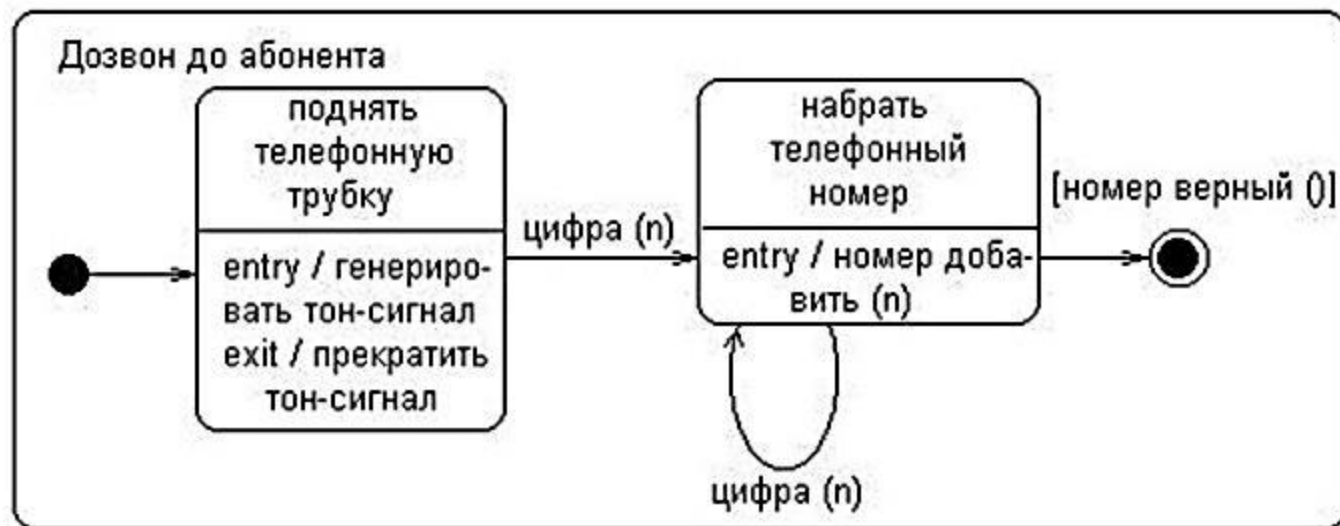 Дозвон до абонента
поднять
телефонную
трубку
entry / генериро-
вать тон-сигнал
exit / прекратить
тон-сигнал
цифра (n)
набрать
телефонный
номер
entry / номер доба-
вить (n)
цифра (n)
[номер верный ()]